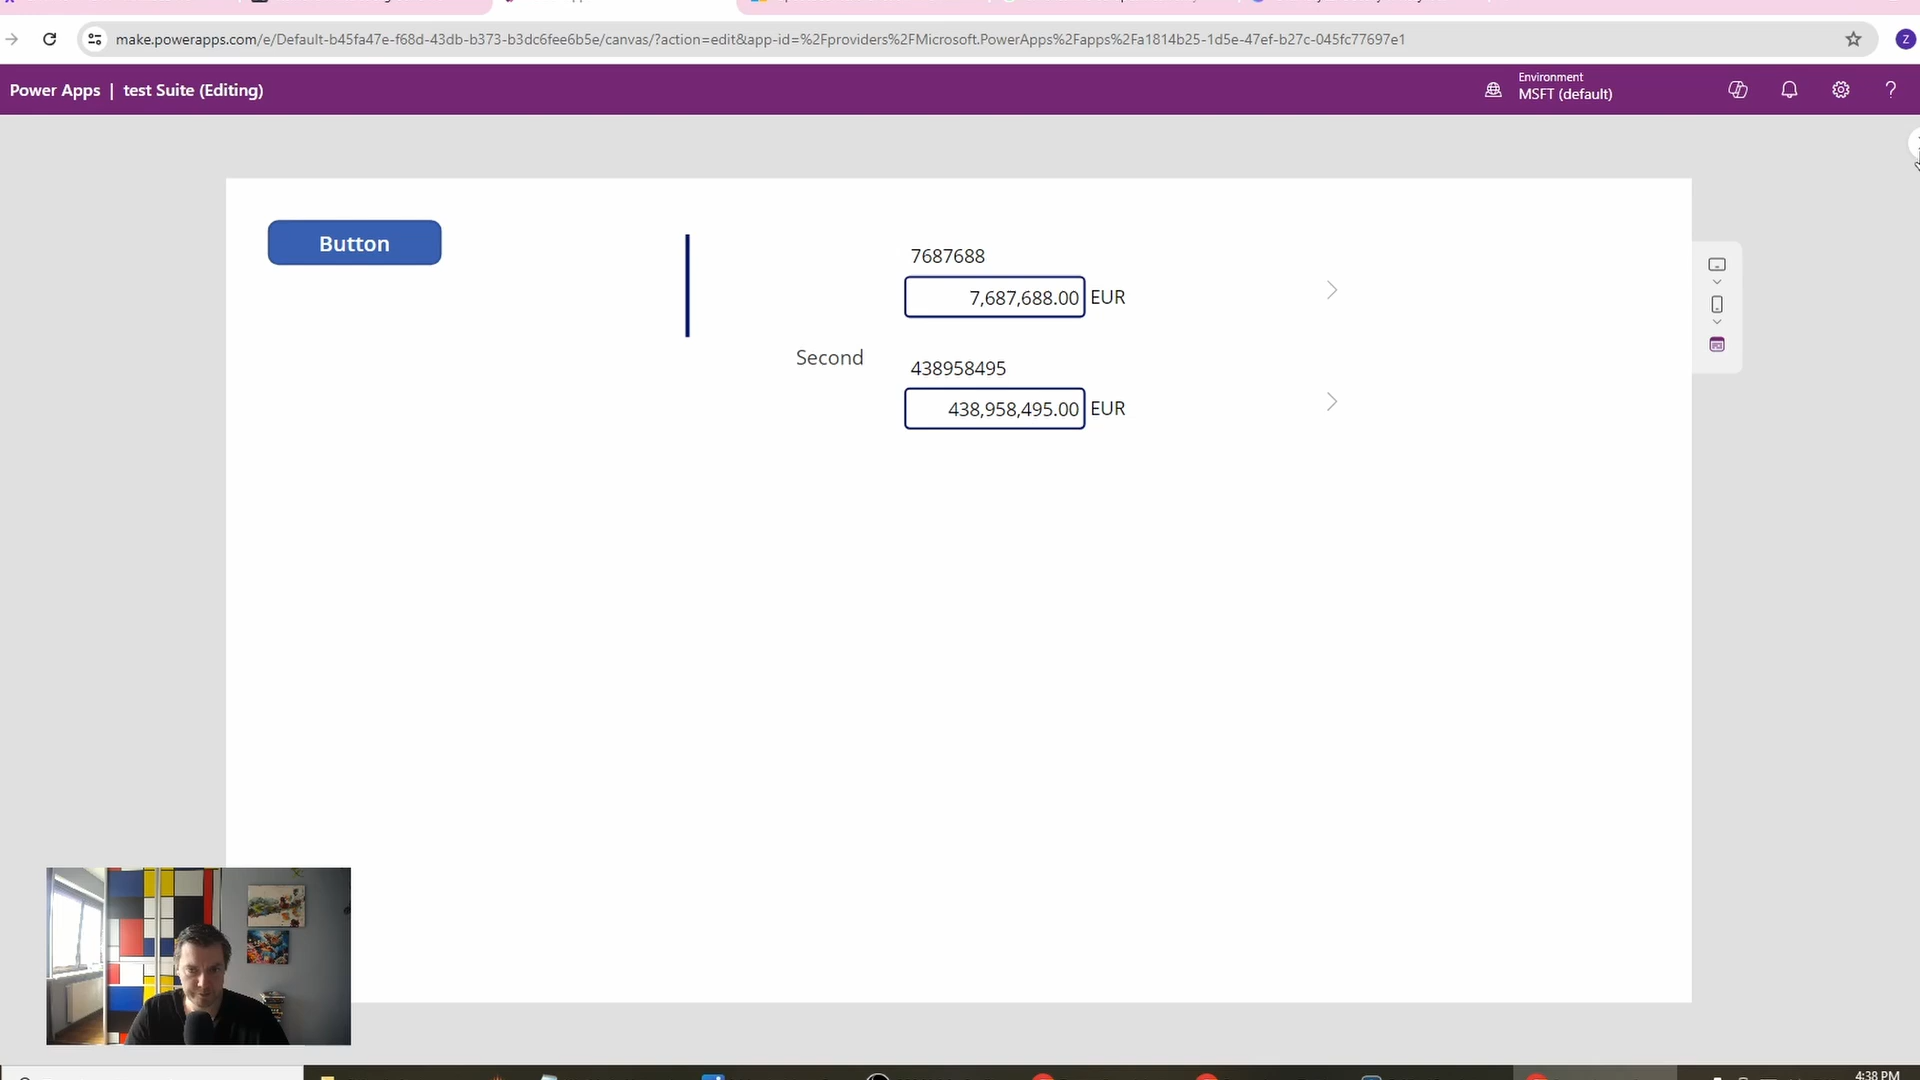 make.powerapps.com/e/Default-b45fa47e-f68d-43db-b373-b3dc6fee6b5e/canvas/?action=edit&app-id=%2Fproviders%2FMicrosoft.PowerApps%2Fapps%2Fa1814b25-1d5e-47ef-b27c-045fc77697e1
Z
Power Apps | test Suite (Editing)
Environment
MSFT (default)
Button
7687688
7,687,688.00 EUR
Second
438958495
438,958,495.00 EUR
4:38 PM